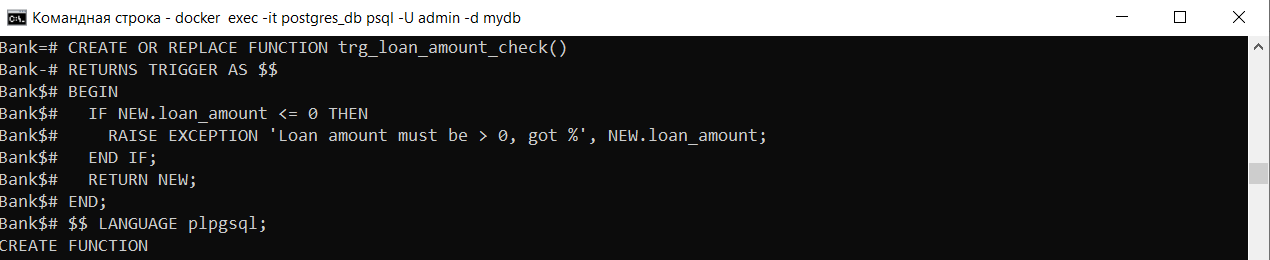 Командная строка - docker  exec -it postgres_db psql -U admin -d mydb
Bank=# CREATE OR REPLACE FUNCTION trg_loan_amount_check()
Bank-# RETURNS TRIGGER AS $$
Bank$# BEGIN
Bank$#   IF NEW.loan_amount <= 0 THEN
Bank$#     RAISE EXCEPTION 'Loan amount must be > 0, got %', NEW.loan_amount;
Bank$#   END IF;
Bank$#   RETURN NEW;
Bank$# END;
Bank$# $$ LANGUAGE plpgsql;
CREATE FUNCTION